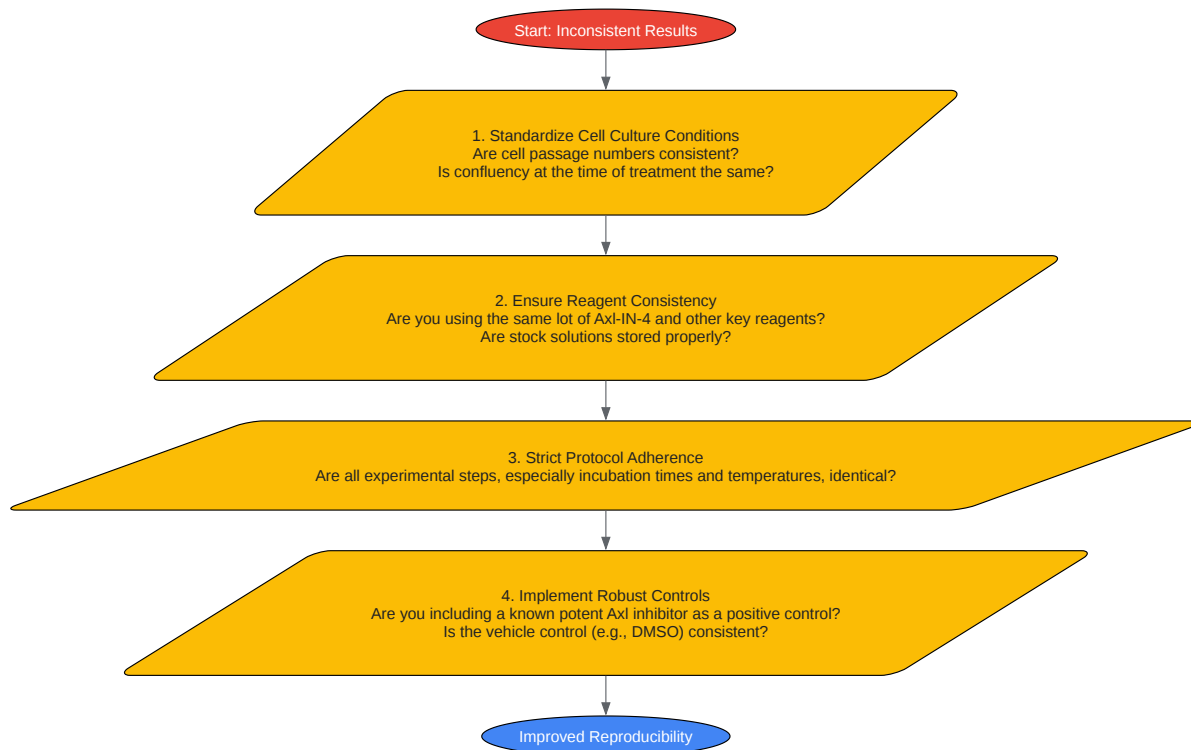 Start: Inconsistent Results
1. Standardize Cell Culture Conditions
Are cell passage numbers consistent?
Is confluency at the time of treatment the same?
2. Ensure Reagent Consistency
Are you using the same lot of Axl-IN-4 and other key reagents?
Are stock solutions stored properly?
3. Strict Protocol Adherence
Are all experimental steps, especially incubation times and temperatures, identical?
4. Implement Robust Controls
Are you including a known potent Axl inhibitor as a positive control?
Is the vehicle control (e.g., DMSO) consistent?
Improved Reproducibility